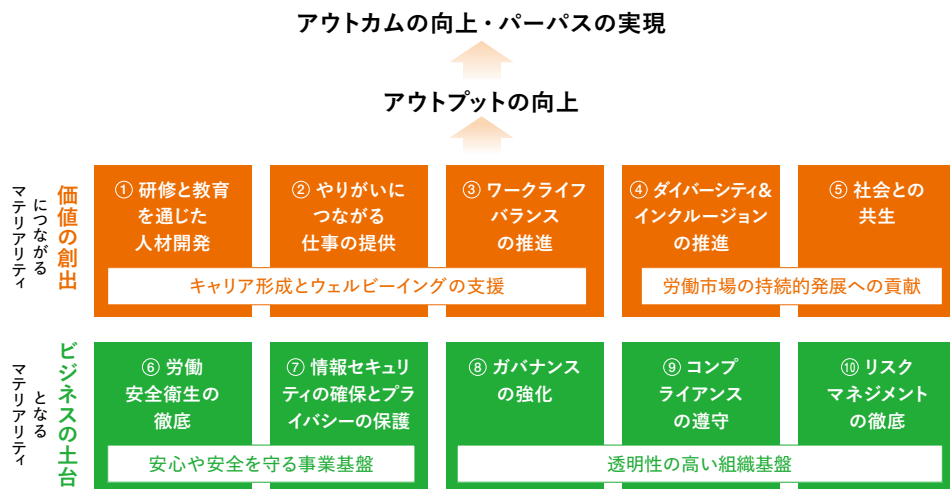 アウトカムの向上・パーパスの実現
アウトプットの向上
価値の創出
につながる
マテリアリティ
① 研修と教育
を通じた
人材開発
② やりがいに
つながる
仕事の提供
③ ワークライフ
バランス
の推進
④ ダイバーシティ&
インクルージョン
の推進
⑤ 社会との
共生
キャリア形成とウェルビーイングの支援
労働市場の持続的発展への貢献
ビジネスの土台
となる
マテリアリティ
⑥ 労働
安全衛生の
徹底
⑦ 情報セキュリ
ティの確保とプラ
イバシーの保護
⑧ ガバナンス
の強化
⑨ コンプ
ライアンス
の遵守
⑩ リスク
マネジメント
の徹底
安心や安全を守る事業基盤
透明性の高い組織基盤